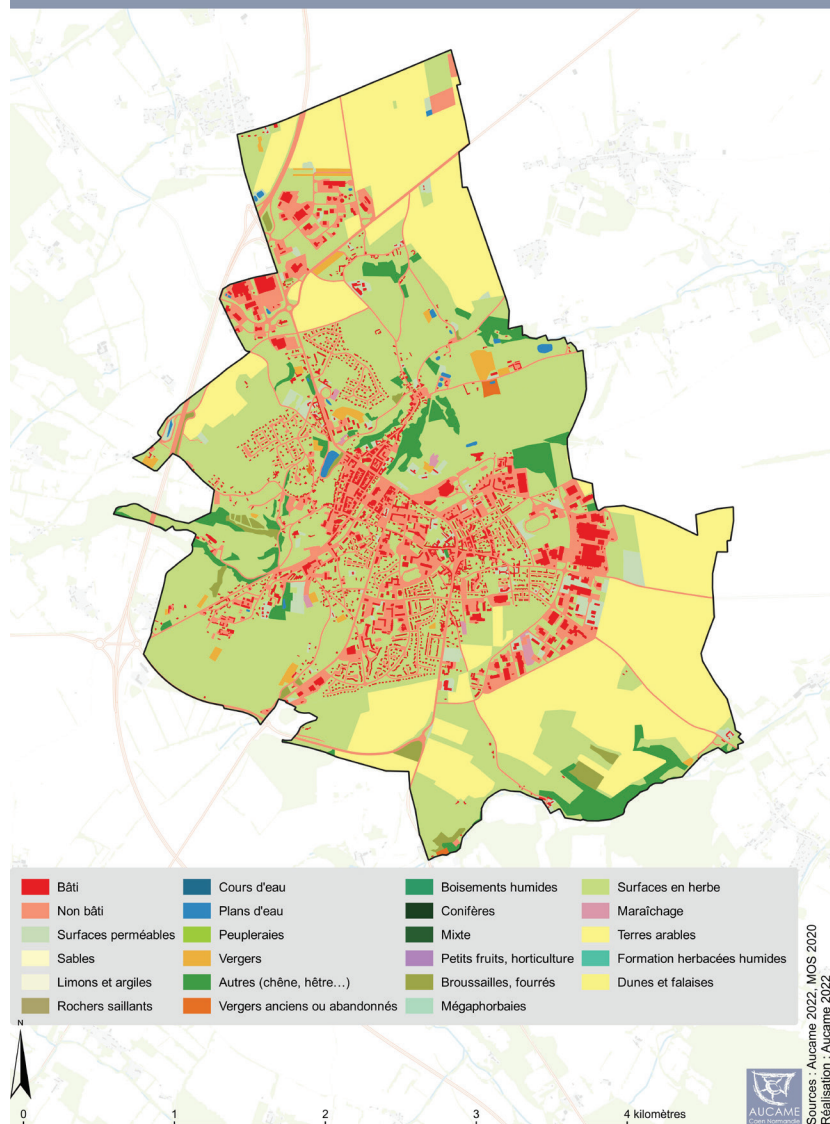 Bâti
Non bâti
Surfaces perméables
Sables
Limons et argiles
Rochers saillants
Cours d'eau
Plans d'eau
Peupleraies
Vergers
Autres (chêne, hêtre...)
Vergers anciens ou abandonnés
Boisements humides
Conifères
Mixte
Petits fruits, horticulture
Broussailles, fourrés
Mégaphorbaies
Surfaces en herbe
Maraîchage
Terres arables
Formation herbacées humides
Dunes et falaises
N
0 1 2 3 4 kilomètres
AUCAME
Caen Normandie
Sources : Aucame 2022, MOS 2020
Réalisation : Aucame 2022